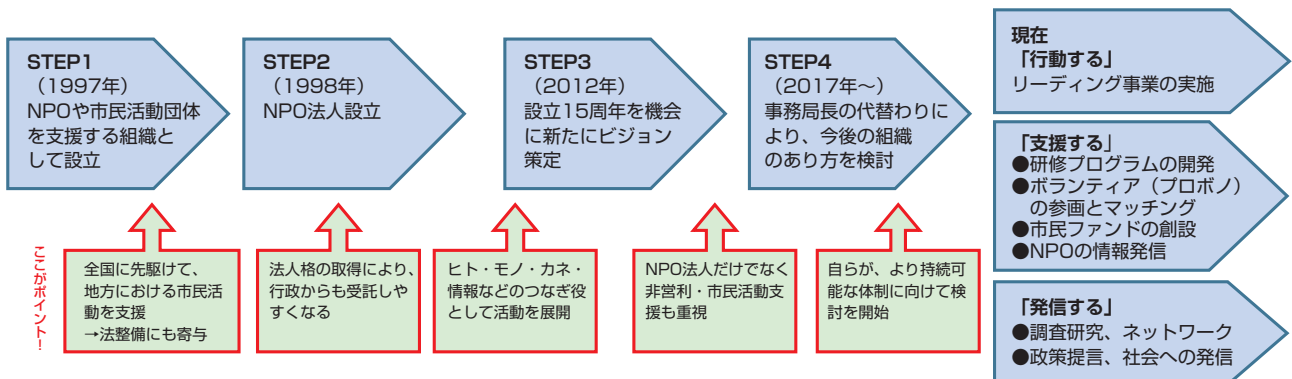 STEP1
（1997年）
NPOや市民活動団体
を支援する組織と
して設立
STEP2
（1998年）
NPO法人設立
STEP3
（2012年）
設立15周年を機会
に新たにビジョン
策定
STEP4
（2017年～）
事務局長の代替わりに
より、今後の組織
のあり方を検討
現在
「行動する」
リーディング事業の実施
「支援する」
●研修プログラムの開発
●ボランティア（プロボノ）
の参画とマッチング
●市民ファンドの創設
●NPOの情報発信
「発信する」
●調査研究、ネットワーク
●政策提言、社会への発信
ここがポイント！
全国に先駆けて、
地方における市民活
動を支援
→法整備にも寄与
法人格の取得により、
行政からも受託しや
すくなる
ヒト・モノ・カネ・
情報などのつなぎ役
として活動を展開
NPO法人だけでなく
非営利・市民活動支
援も重視
自らが、より持続可
能な体制に向けて検
討を開始